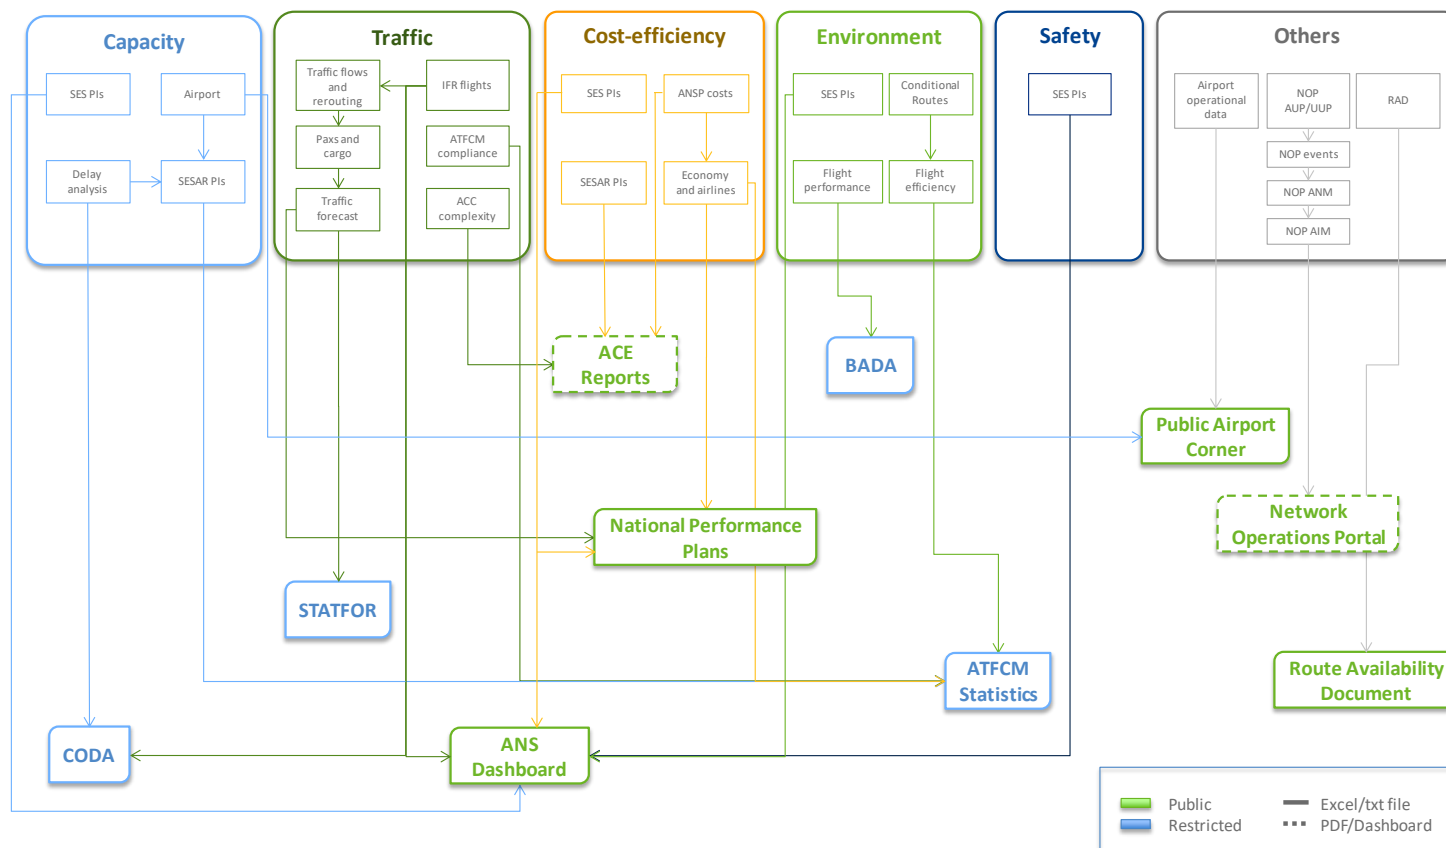 Capacity
SES PIs
Airport
Delay
analysis
SESAR PIs
Traffic
Traffic flows
and
rerouting
IFR flights
Paxs and
cargo
ATFCM
compliance
Traffic
forecast
ACC
complexity
Cost-efficiency
SES PIs
ANSP costs
SESAR PIs
Economy
and airlines
Environment
SES PIs
Conditional
Routes
Flight
performance
Flight
efficiency
Safety
SES PIs
Others
Airport
operational
data
NOP
AUP/UUP
RAD
NOP events
NOP ANM
NOP AIM
ACE
Reports
BADA
Public Airport
Corner
National Performance
Plans
Network
Operations Portal
STATFOR
ATFCM
Statistics
Route Availability
Document
CODA
ANS
Dashboard
Public
Excel/txt file
Restricted
PDF/Dashboard